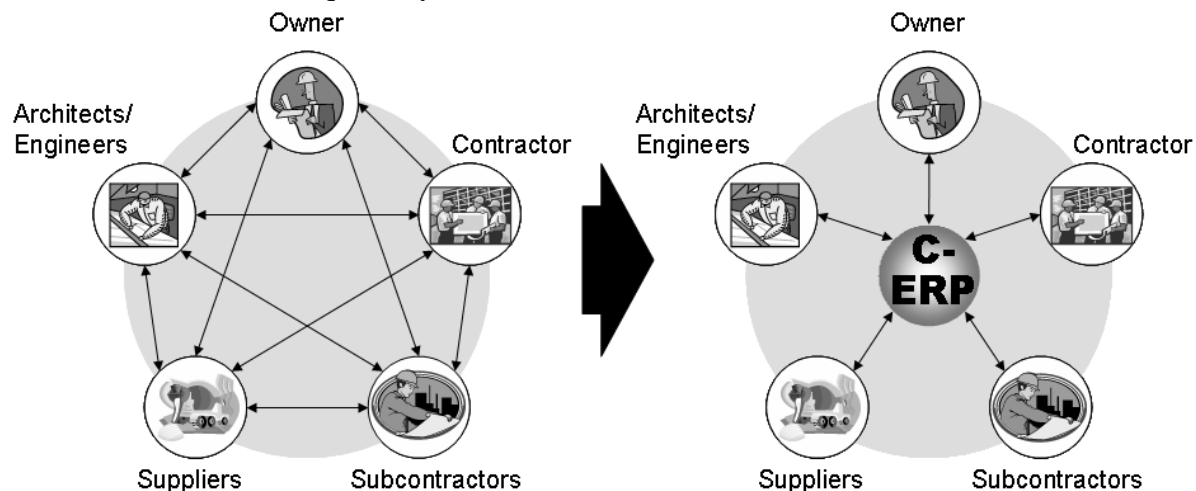 Owner
Architects/
Engineers
Contractor
Suppliers
Subcontractors
Owner
Architects/
Engineers
Contractor
C-
ERP
Suppliers
Subcontractors